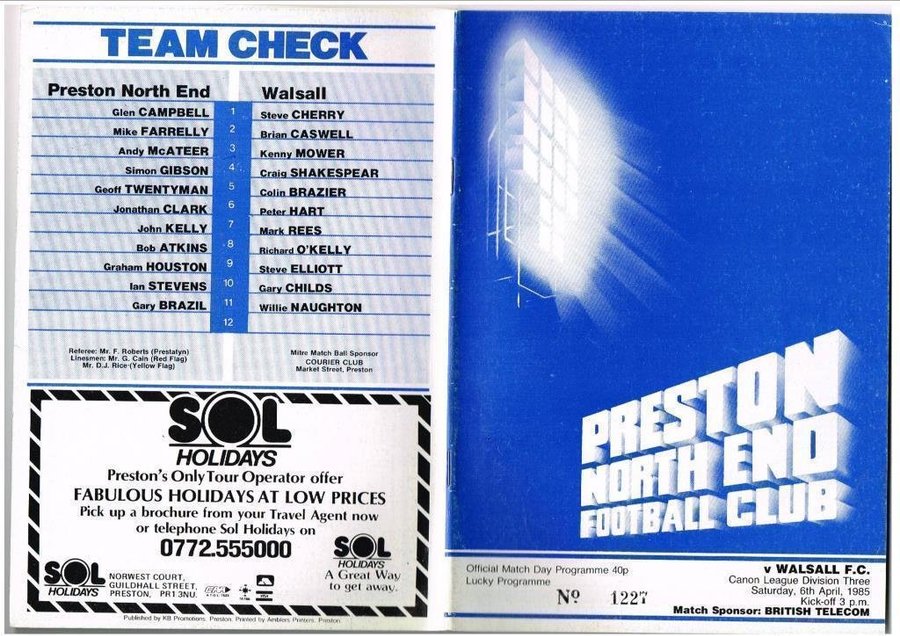 TEAM CHECK
Preston North End Walsall
Glen CAMPBELL 1 Steve CHERRY
Mike FARRELLY 2 Brian CASWELL
Andy McATEER 3 Kenny MOWER
Simon GIBSON 4 Craig SHAKESPEAR
Geoff TWENTYMAN 5 Colin BRAZIER
Jonathan CLARK 6 Peter HART
John KELLY 7 Mark REES
Bob ATKINS 8 Richard O'KELLY
Graham HOUSTON 9 Steve ELLIOTT
Ian STEVENS 10 Gary CHILDS
Gary BRAZIL 11 Willie NAUGHTON
12
Referee: Mr. F. Roberts (Prestatyn)
Linesmen: Mr. G. Cain (Red Flag)
Mr. D.J. Rice (Yellow Flag)
Mitre Match Ball Sponsor
COURIER CLUB
Market Street, Preston
SOL
HOLIDAYS
Preston's Only Tour Operator offer
FABULOUS HOLIDAYS AT LOW PRICES
Pick up a brochure from your Travel Agent now
or telephone Sol Holidays on
0772.555000
SOL
HOLIDAYS
NORWEST COURT,
GUILDHALL STREET,
PRESTON, PR1 3NU.
SOL
HOLIDAYS
A Great Way
to get away.
Published by KB Promotions, Preston. Printed by Amblers Printers, Preston.
PRESTON
NORTH END
FOOTBALL CLUB
Official Match Day Programme 40p
Lucky Programme
Nº 1227
v WALSALL F.C.
Canon League Division Three
Saturday, 6th April, 1985
Kick-off 3 p.m.
Match Sponsor: BRITISH TELECOM